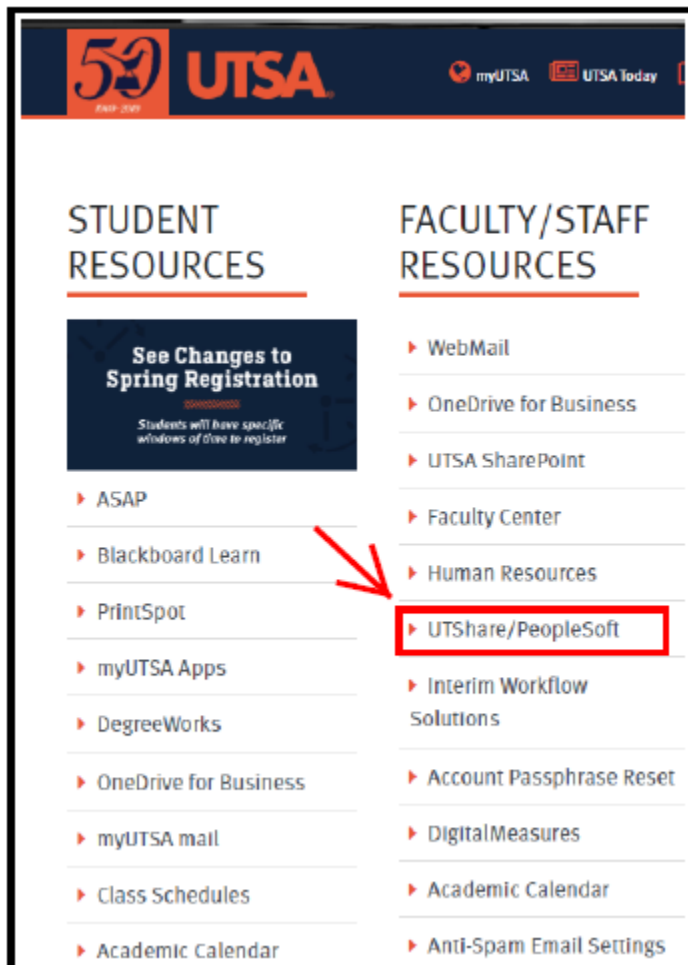 50
UTSA
1969-2019
myUTSA
UTSA Today
STUDENT
RESOURCES
See Changes to
Spring Registration
Students will have specific
windows of time to register
ASAP
Blackboard Learn
PrintSpot
myUTSA Apps
DegreeWorks
OneDrive for Business
myUTSA mail
Class Schedules
Academic Calendar
FACULTY/STAFF
RESOURCES
WebMail
OneDrive for Business
UTSA SharePoint
Faculty Center
Human Resources
UTShare/PeopleSoft
Interim Workflow
Solutions
Account Passphrase Reset
DigitalMeasures
Academic Calendar
Anti-Spam Email Settings